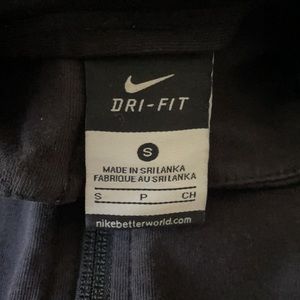 DRI-FIT
S
MADE IN SRI LANKA
FABRIQUE AU SRI LANKA
S P CH
nikebetterworld.com